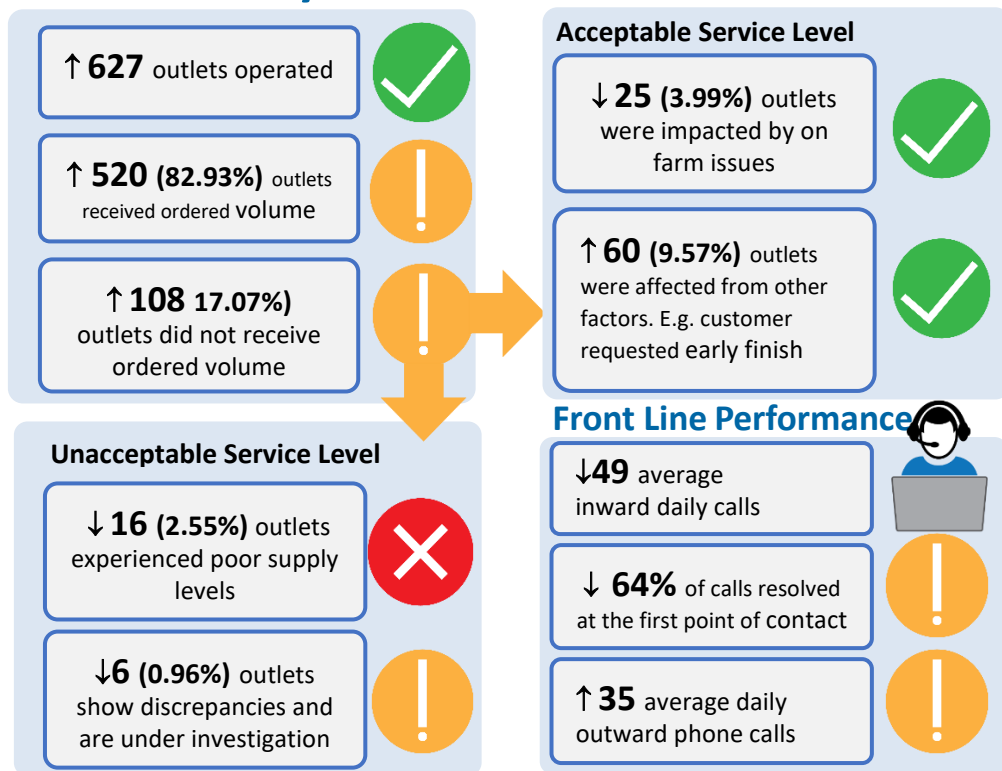 ↑ 627 outlets operated
↑ 520 (82.93%) outlets
received ordered volume
↑ 108 17.07%)
outlets did not receive
ordered volume
Acceptable Service Level
↓ 25 (3.99%) outlets
were impacted by on
farm issues
↑ 60 (9.57%) outlets
were affected from other
factors. E.g. customer
requested early finish
Unacceptable Service Level
↓ 16 (2.55%) outlets
experienced poor supply
levels
↓6 (0.96%) outlets
show discrepancies and
are under investigation
Front Line Performance
↓49 average
inward daily calls
↓ 64% of calls resolved
at the first point of contact
↑ 35 average daily
outward phone calls